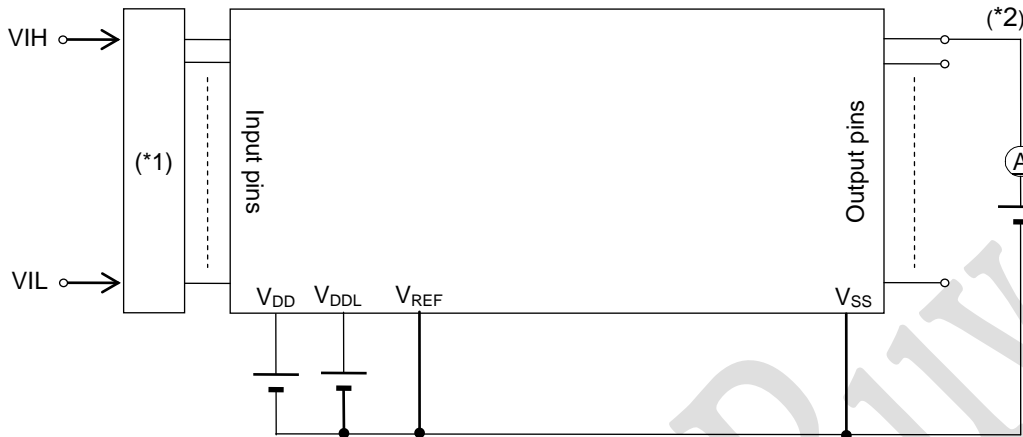 (*2)
VIH
(*1)
Input pins
Output pins
A
VIL
VDD VDDL VREF VSS